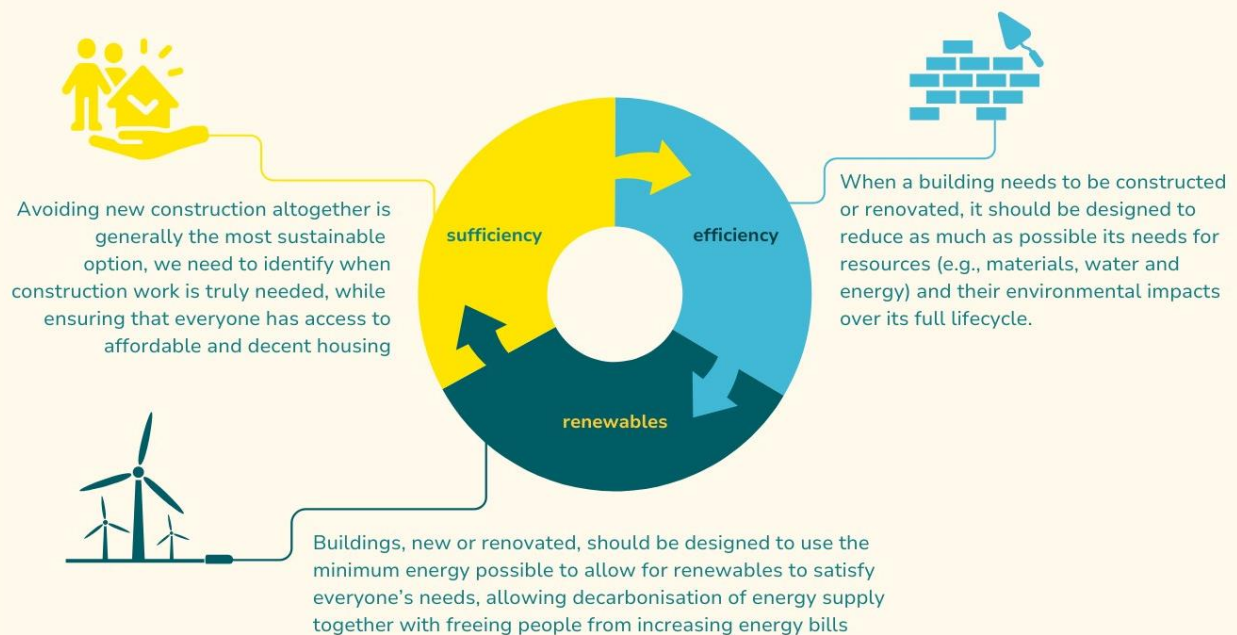 Avoiding new construction altogether is
generally the most sustainable
option, we need to identify when
construction work is truly needed, while
ensuring that everyone has access to
affordable and decent housing
sufficiency
efficiency
When a building needs to be constructed
or renovated, it should be designed to
reduce as much as possible its needs for
resources (e.g., materials, water and
energy) and their environmental impacts
over its full lifecycle.
renewables
Buildings, new or renovated, should be designed to use the
minimum energy possible to allow for renewables to satisfy
everyone's needs, allowing decarbonisation of energy supply
together with freeing people from increasing energy bills